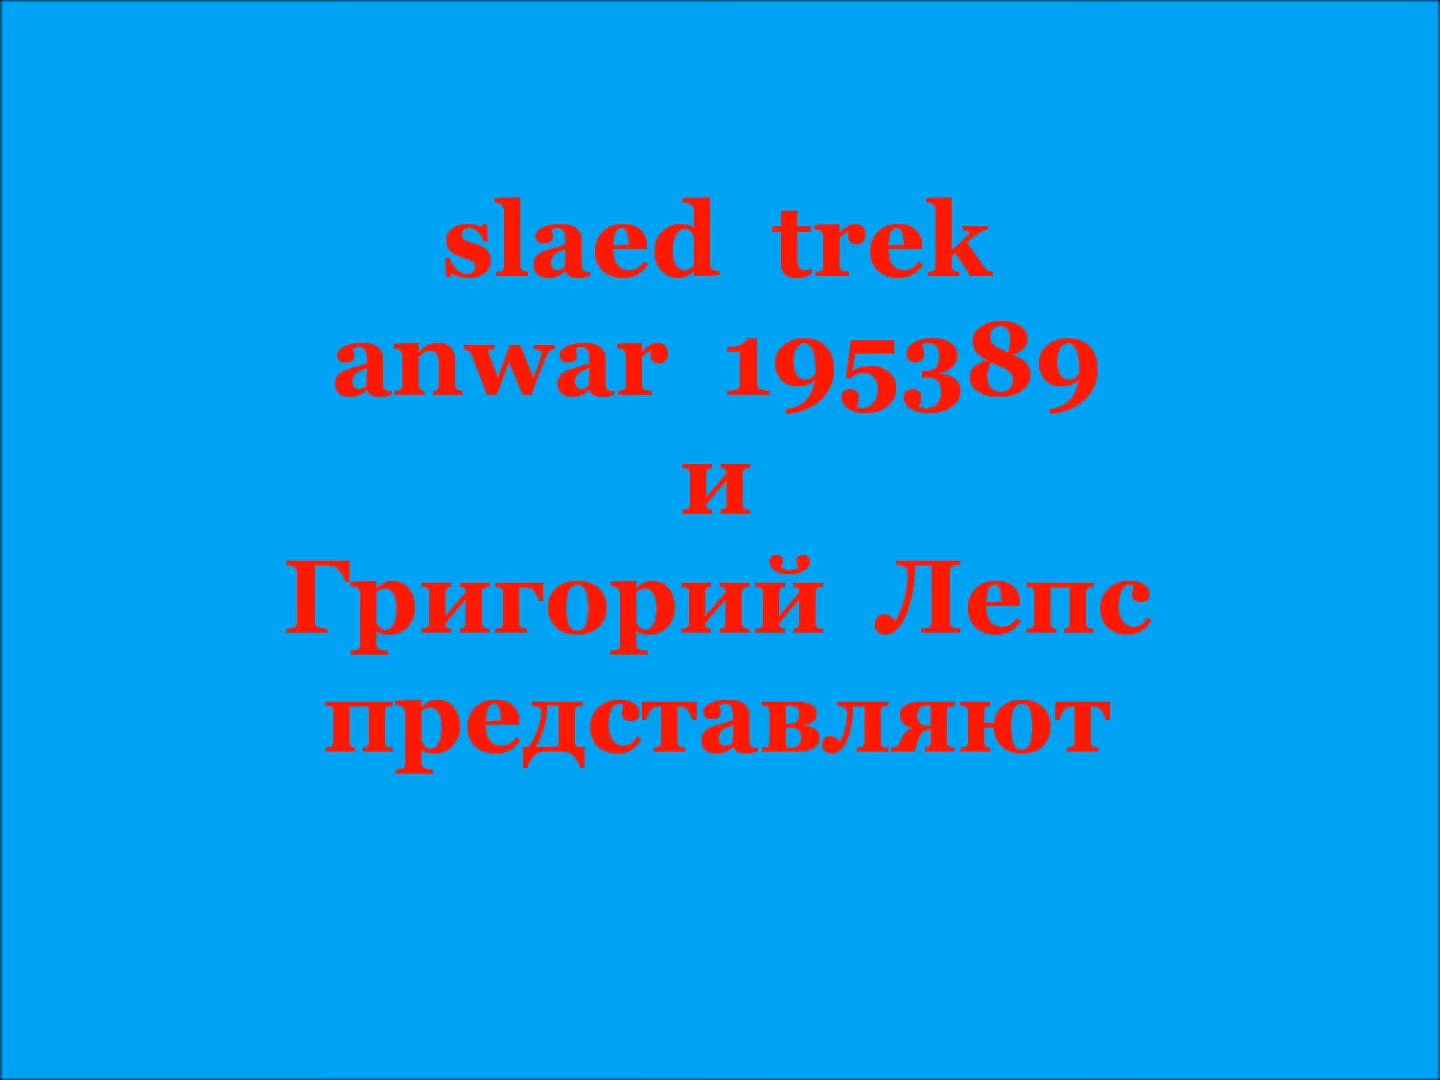 slaed trek
anwar 195389
и
Григорий Лепс
представляют